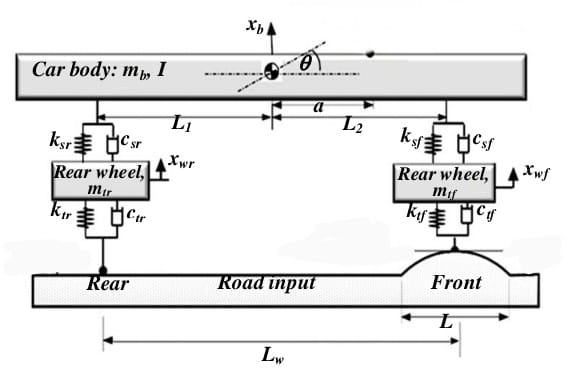 x_b
Car body: m_b, I
θ
a
L_1
L_2
k_sr
c_sr
k_sf
c_sf
Rear wheel,
m_tr
x_wr
Rear wheel,
m_tf
x_wf
k_tr
c_tr
k_tf
c_tf
Rear
Road input
Front
L
L_w